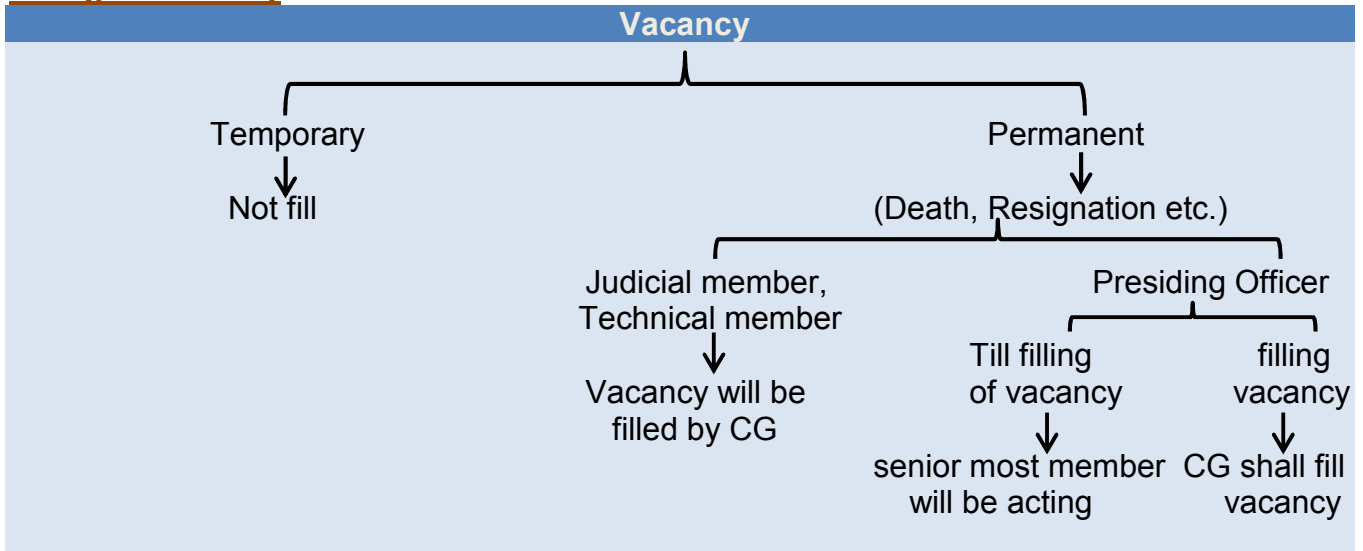 Vacancy
Temporary
Permanent
Not fill
(Death, Resignation etc.)
Judicial member,
Technical member
Presiding Officer
Vacancy will be
filled by CG
Till filling
of vacancy
filling
vacancy
senior most member
will be acting
CG shall fill
vacancy